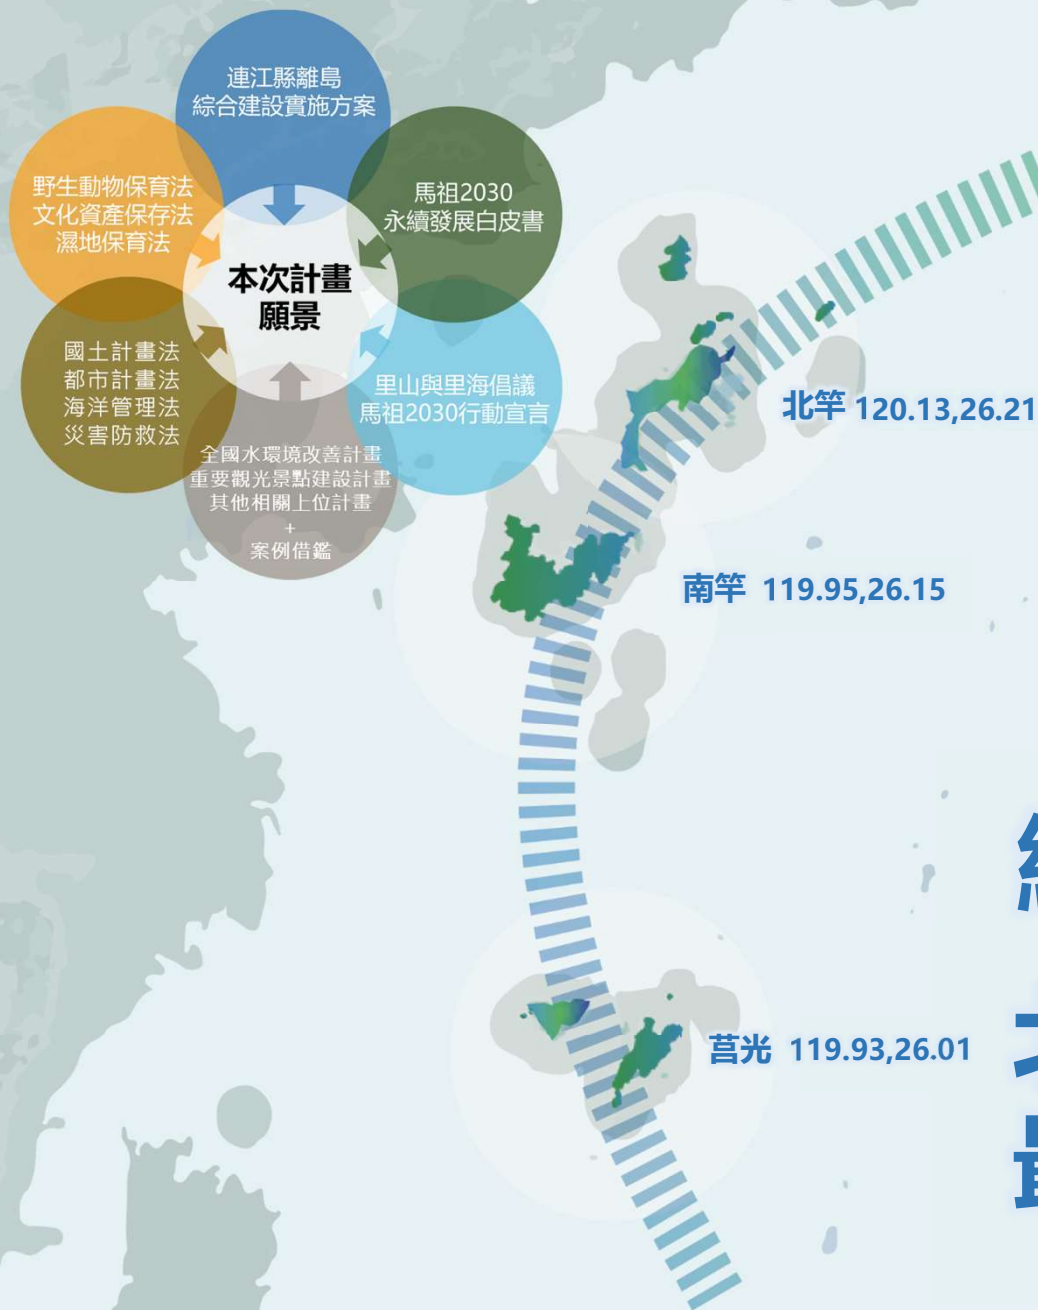 連江縣離島
綜合建設實施方案
野生動物保育法
文化資產保存法
濕地保育法
馬祖2030
永續發展白皮書
本次計畫
願景
國土計畫法
都市計畫法
海洋管理法
災害防救法
里山與里海倡議
馬祖2030行動宣言
全國水環境改善計畫
重要觀光景點建設計畫
其他相關上位計畫
+
案例借鑑
北竿 120.13,26.21
南竿 119.95,26.15
莒光 119.93,26.01